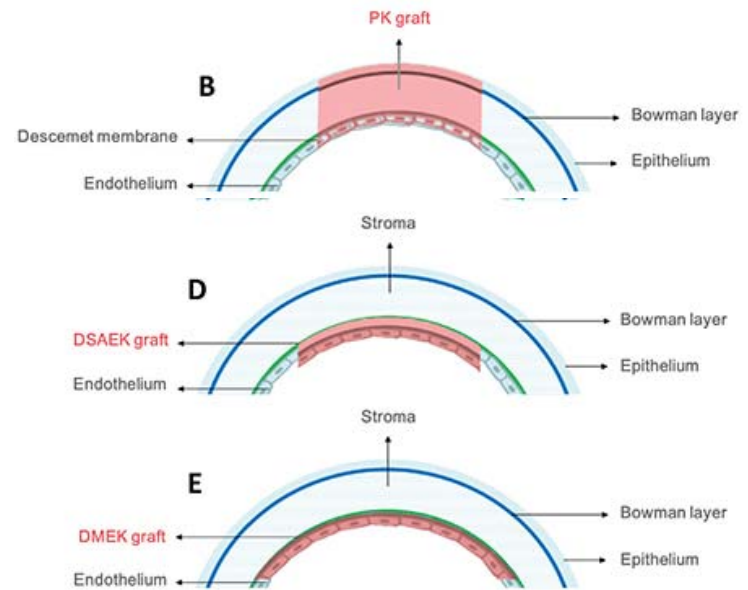 PK graft
B
Bowman layer
Descemet membrane
Epithelium
Endothelium
Stroma
D
Bowman layer
DSAEK graft
Epithelium
Endothelium
Stroma
E
Bowman layer
DMEK graft
Epithelium
Endothelium